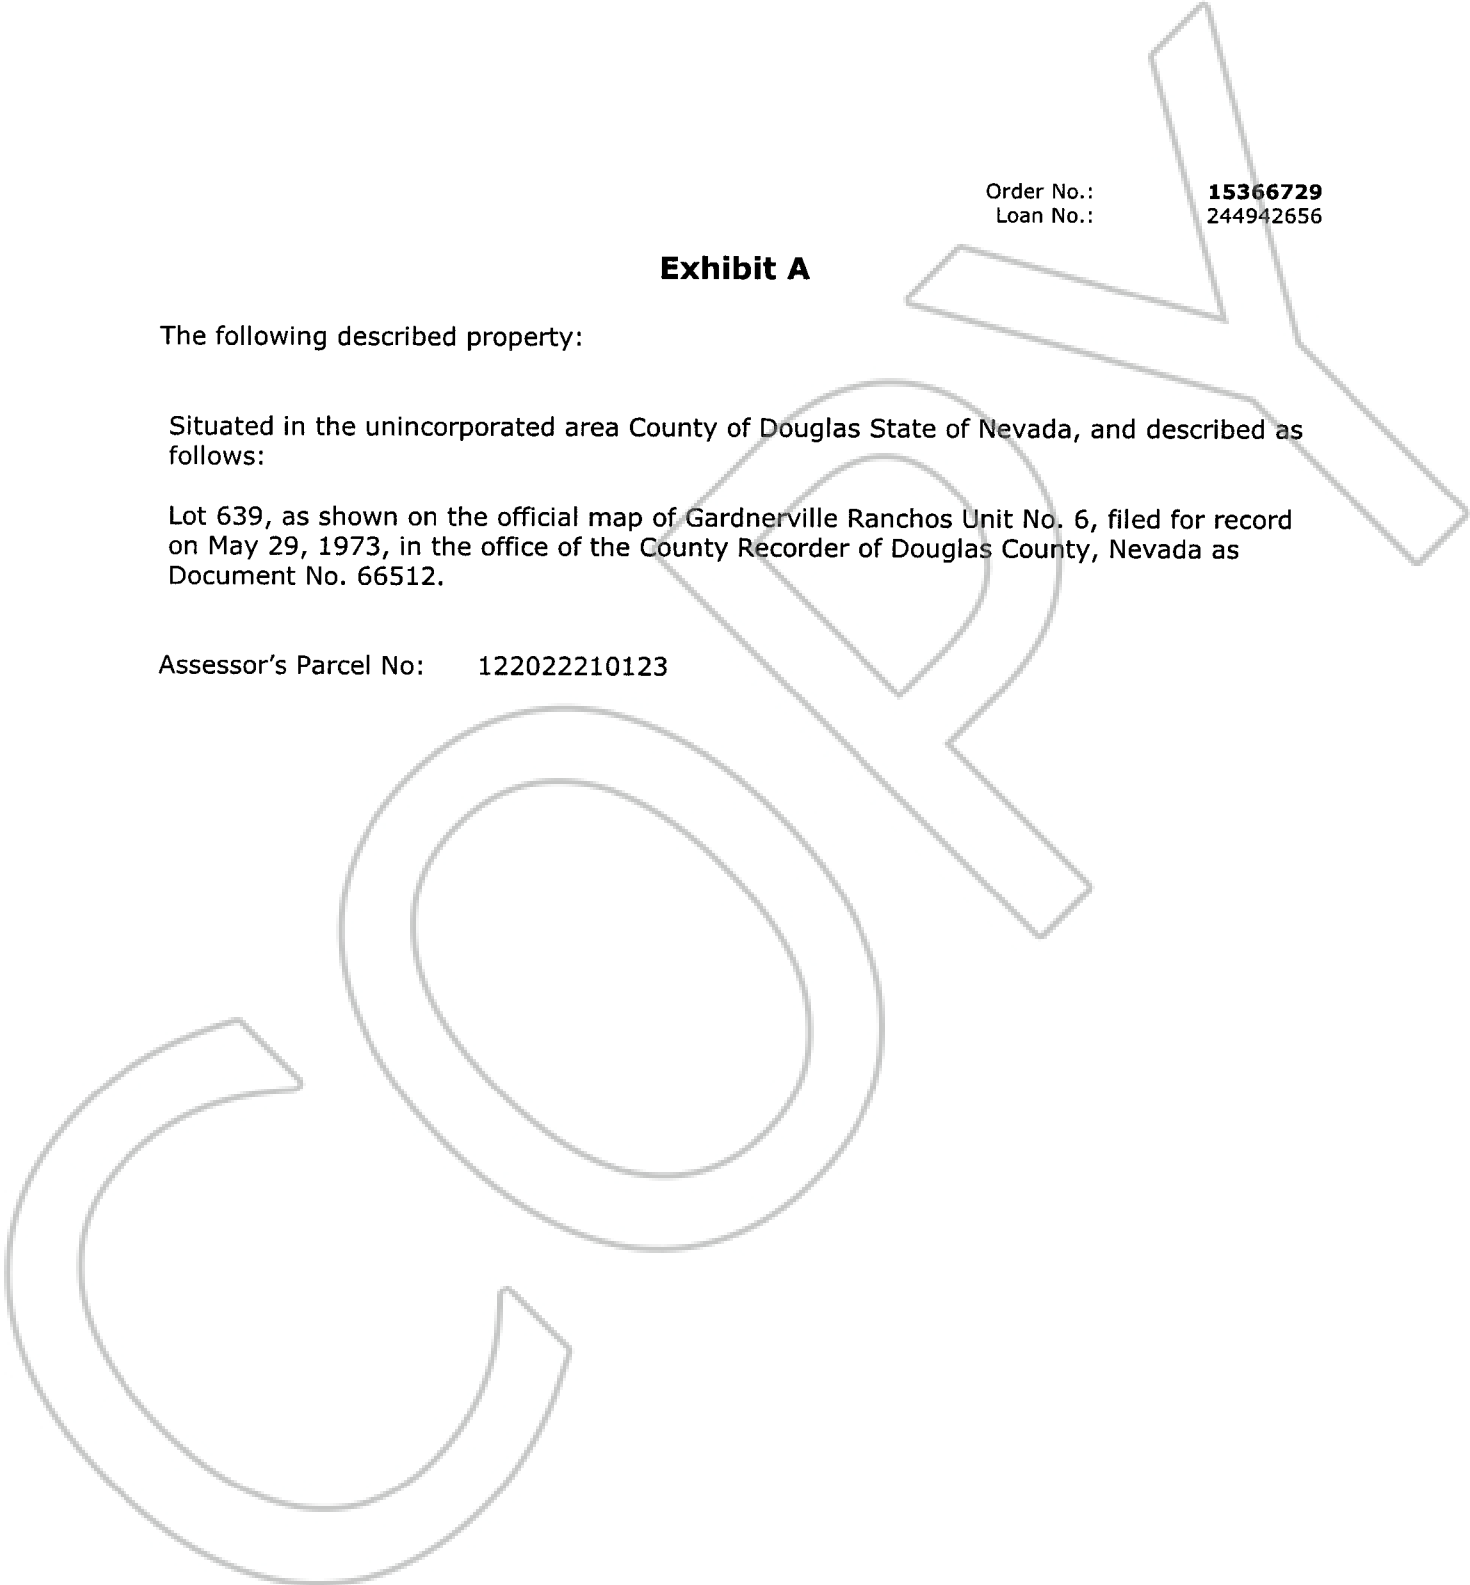 Order No.: 15366729
Loan No.: 244942656
Exhibit A
The following described property:
Situated in the unincorporated area County of Douglas State of Nevada, and described as
follows:
Lot 639, as shown on the official map of Gardnerville Ranchos Unit No. 6, filed for record
on May 29, 1973, in the office of the County Recorder of Douglas County, Nevada as
Document No. 66512.
Assessor’s Parcel No: 122022210123
COPY